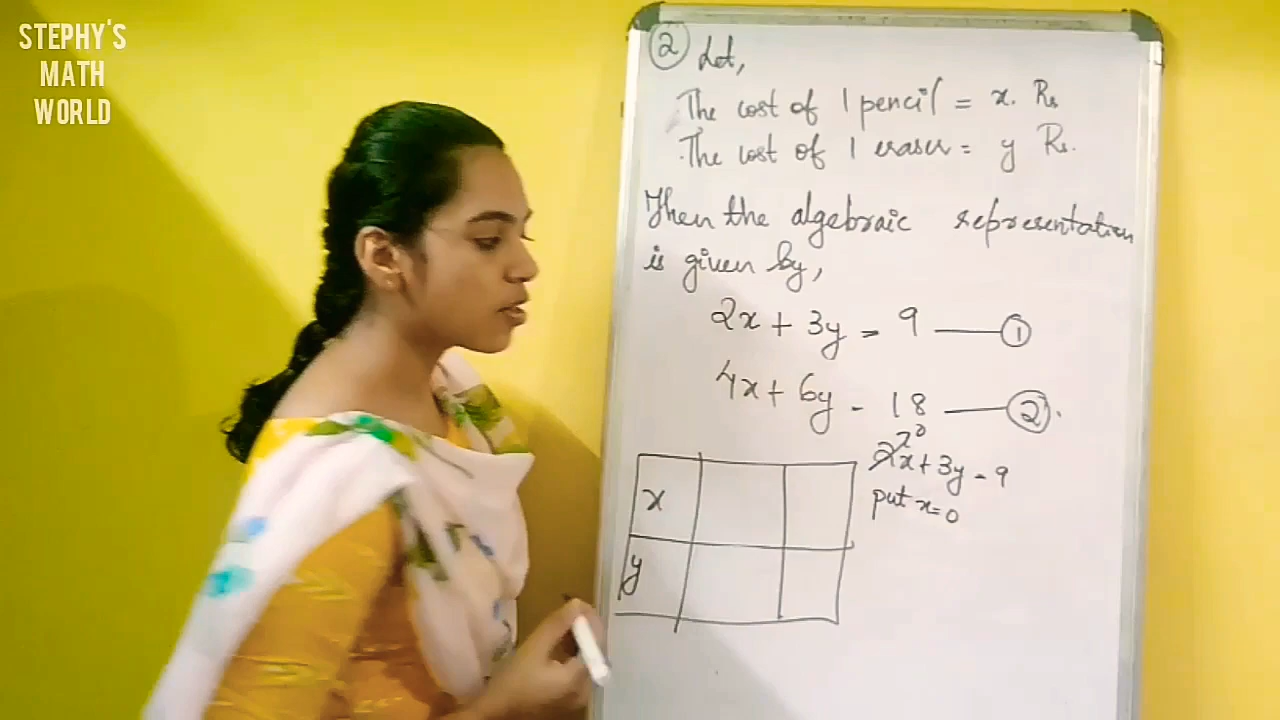 STEPHY'S
MATH
WORLD
② Let,
The cost of 1 pencil = x. Rs
The cost of 1 eraser = y Rs.
Then the algebraic representation
is given by,
2x + 3y = 9 —— ①
4x + 6y = 18 —— ②.
2x + 3y = 9
put x=0
x
y